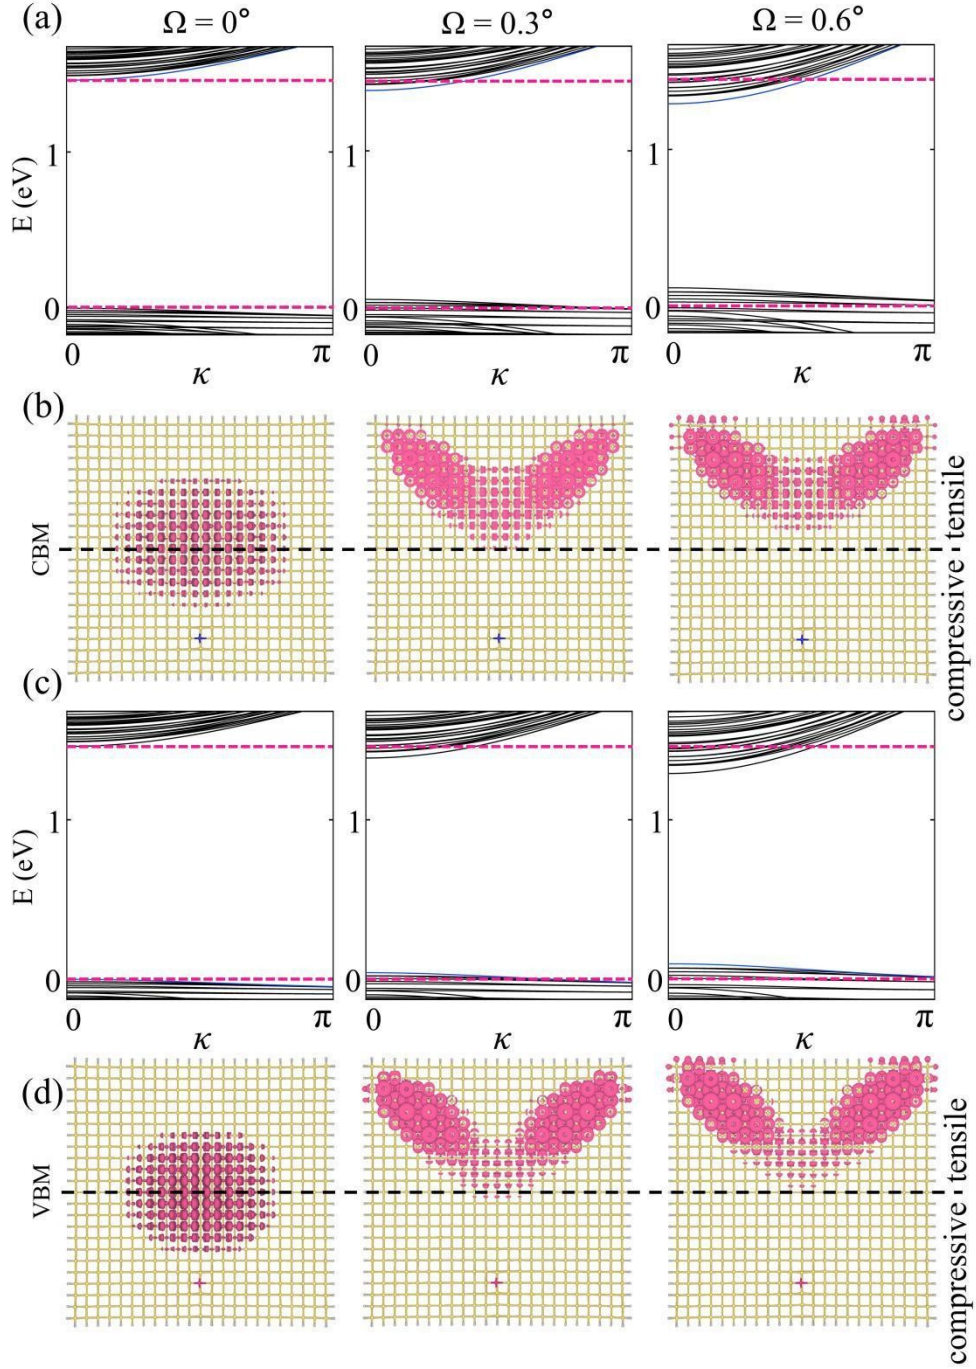 (a)
Ω = 0° Ω = 0.3° Ω = 0.6°
E (eV)
1 1 1
0 0 0
0 π 0 π 0 π
κ κ κ
(b)
CBM
compressive · tensile
(c)
E (eV)
1 1 1
0 0 0
0 π 0 π 0 π
κ κ κ
(d)
VBM
compressive · tensile